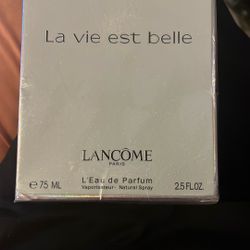 La vie est belle
LANCÔME
PARIS
L'Eau de Parfum
Vaporisateur - Natural Spray
e 75 ML 2.5 FL.OZ.